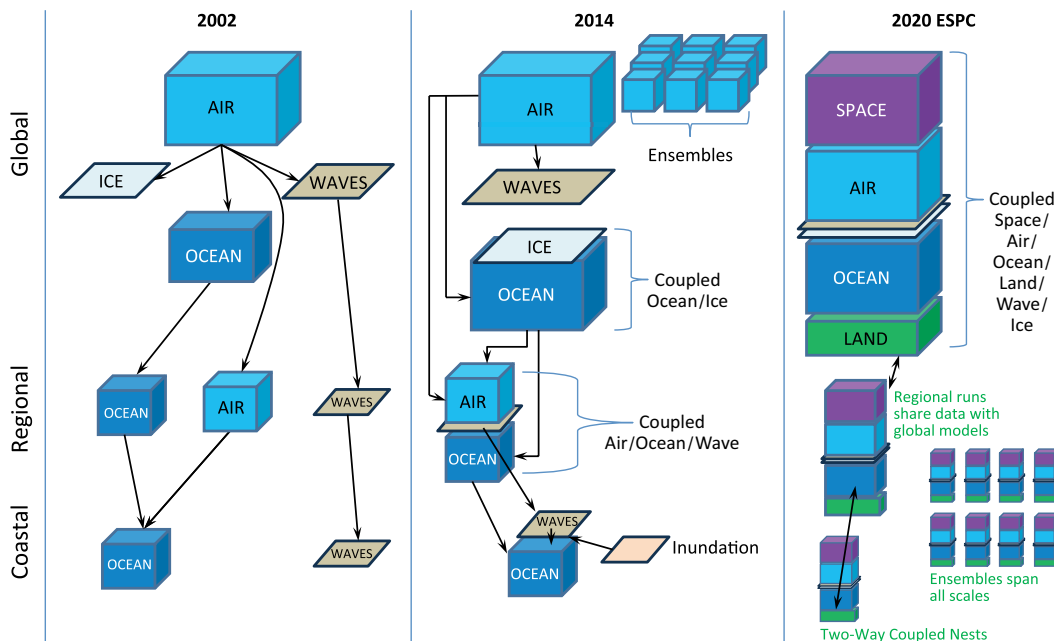 2002
2014
2020 ESPC
Global
Regional
Coastal
AIR
ICE
WAVES
OCEAN
OCEAN
AIR
WAVES
OCEAN
WAVES
AIR
Ensembles
WAVES
ICE
OCEAN
Coupled
Ocean/Ice
AIR
OCEAN
Coupled
Air/Ocean/Wave
WAVES
OCEAN
Inundation
SPACE
AIR
OCEAN
LAND
Coupled
Space/
Air/
Ocean/
Land/
Wave/
Ice
Regional runs
share data with
global models
Ensembles span
all scales
Two-Way Coupled Nests